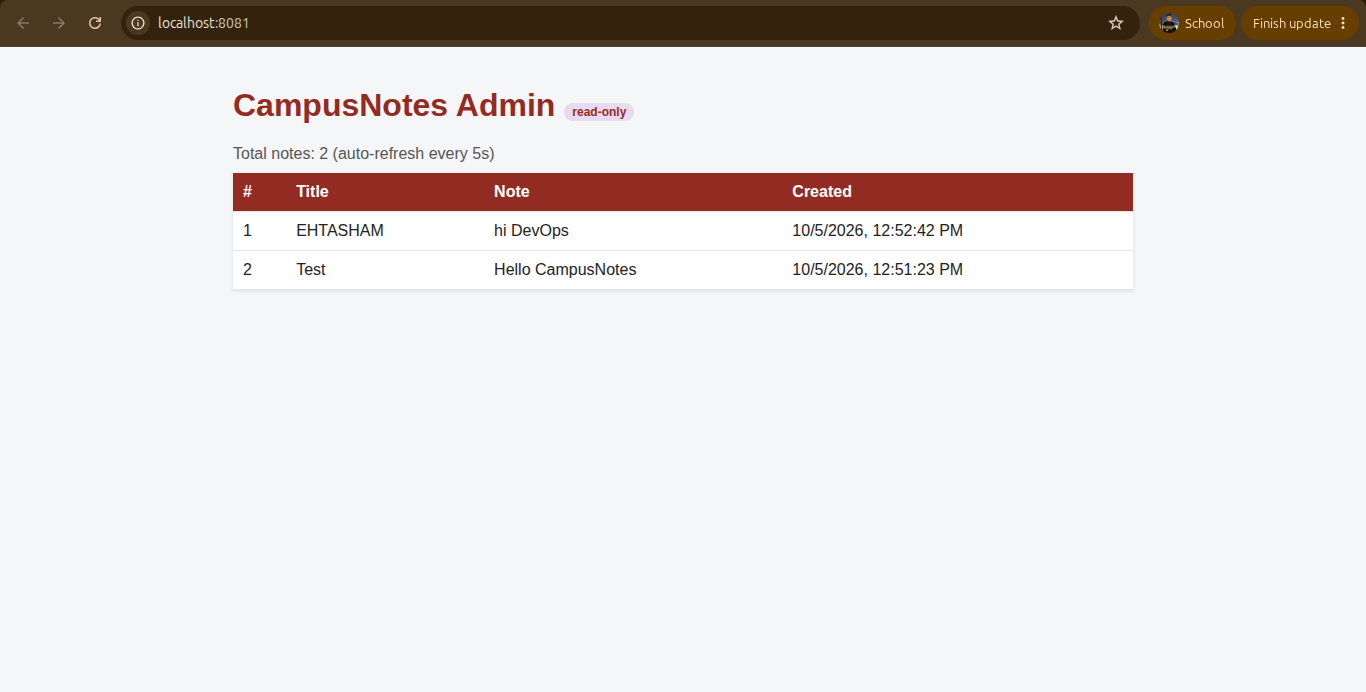 localhost:8081
School
Finish update
CampusNotes Admin read-only
Total notes: 2 (auto-refresh every 5s)
# Title Note Created
1 EHTASHAM hi DevOps 10/5/2026, 12:52:42 PM
2 Test Hello CampusNotes 10/5/2026, 12:51:23 PM